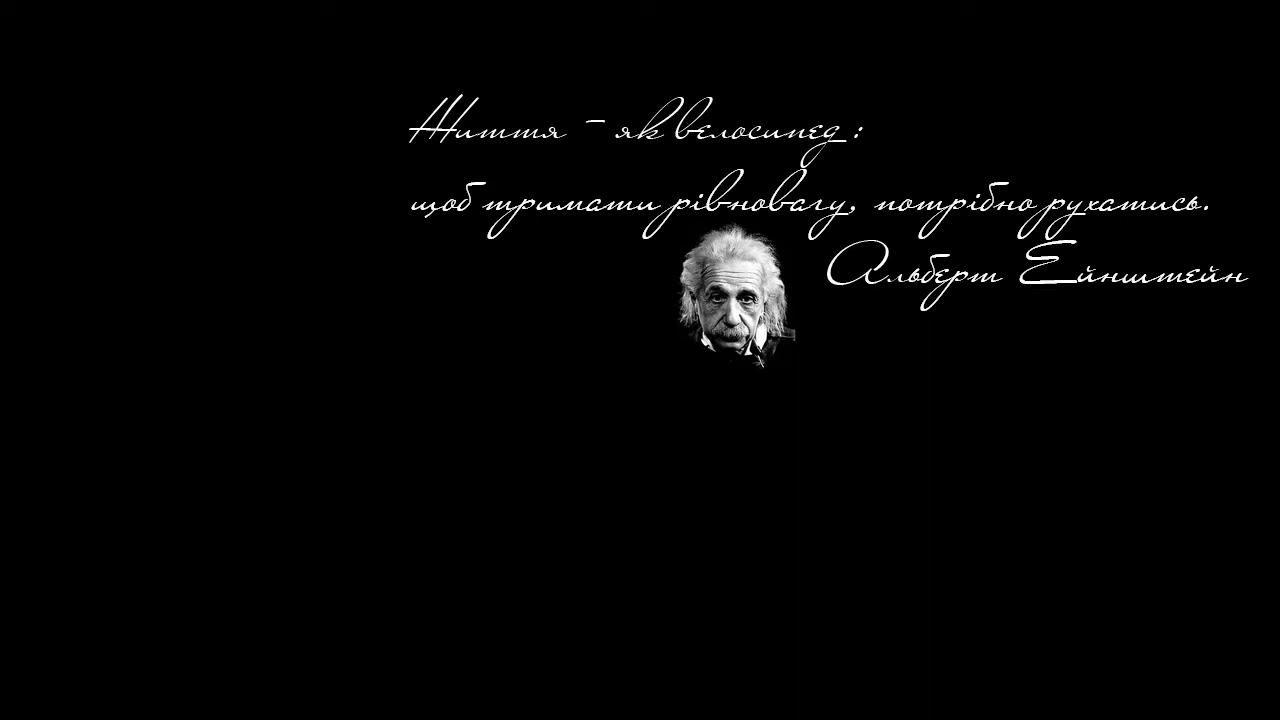 Життя - як велосипед:
щоб тримати рівновагу, потрібно рухатись.
Альберт Ейнштейн